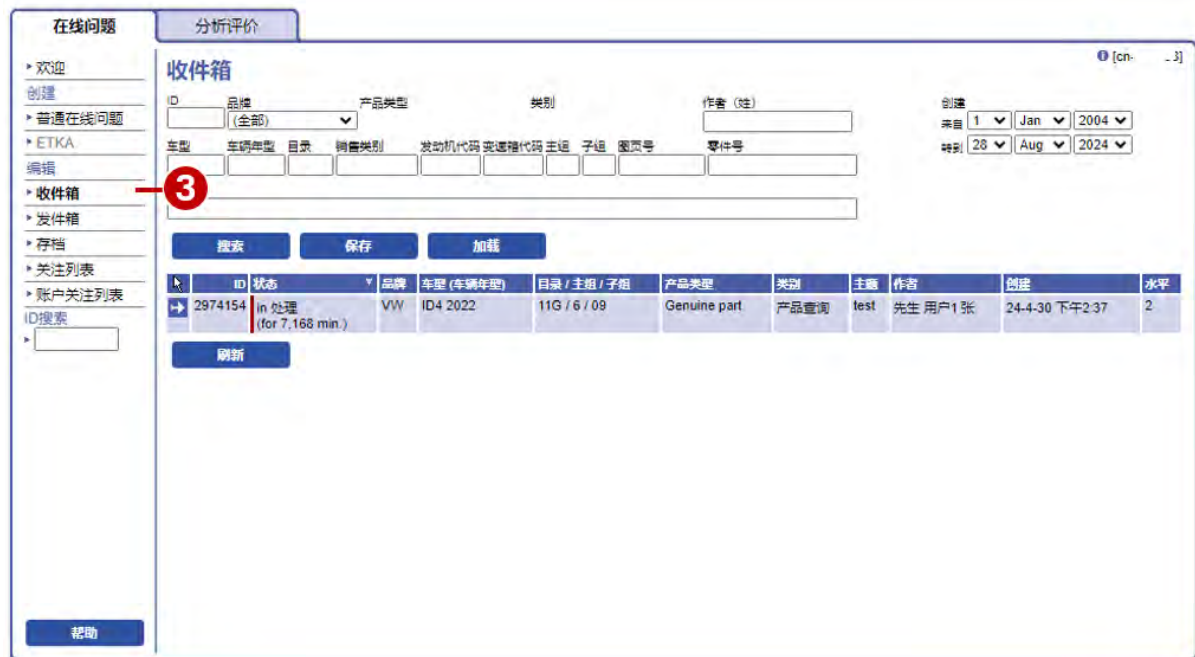 在线问题
分析评价
欢迎
创建
普通在线问题
ETKA
编辑
收件箱
发件箱
存档
关注列表
账户关注列表
ID搜索
帮助
3
收件箱
[cn- 3]
ID 品牌 产品类型 类别 作者（姓） 创建
(全部)
来自 1 Jan 2004
车型 车辆年型 目录 销售类别 发动机代码 变速箱代码 主组 子组 图页号 零件号
28 Aug 2024
搜索 保存 加载
ID 状态 品牌 车型 (车辆年型) 目录 / 主组 / 子组 产品类型 类别 主题 作者 创建 水平
2974154 in 处理 VW ID4 2022 11G / 6 / 09 Genuine part 产品查询 test 先生 用户1 张 24-4-30 下午2:37 2
(for 7,168 min.)
刷新